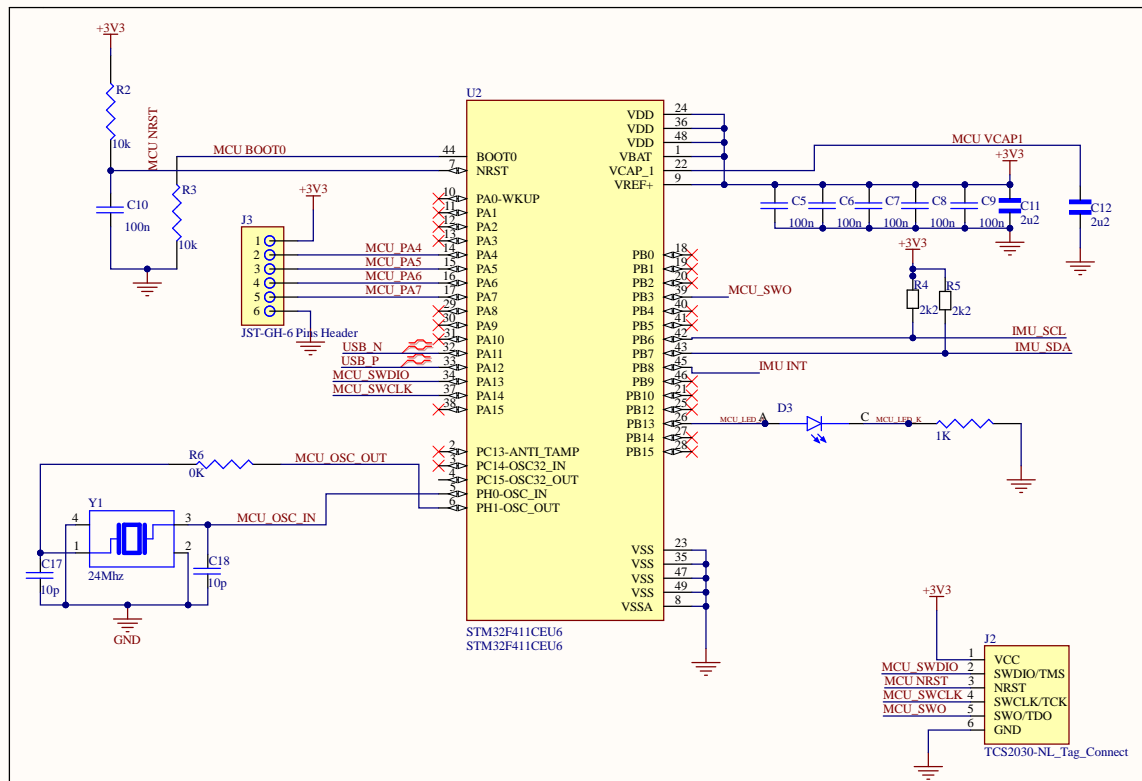 +3V3
R2
10k
MCU NRST
C10
100n
R3
10k
MCU BOOT0
U2
44
BOOT0
7
NRST
10
PA0-WKUP
11
PA1
12
PA2
13
PA3
14
PA4
15
PA5
16
PA6
17
PA7
29
PA8
30
PA9
31
PA10
32
PA11
33
PA12
34
PA13
37
PA14
38
PA15
2
PC13-ANTI_TAMP
3
PC14-OSC32_IN
4
PC15-OSC32_OUT
5
PH0-OSC_IN
6
PH1-OSC_OUT
VDD
24
VDD
36
VDD
48
VBAT
1
VCAP_1
22
VREF+
9
PB0
18
PB1
19
PB2
20
PB3
39
PB4
40
PB5
41
PB6
42
PB7
43
PB8
45
PB9
46
PB10
21
PB12
25
PB13
26
PB14
27
PB15
28
VSS
23
VSS
35
VSS
47
VSS
49
VSSA
8
STM32F411CEU6
STM32F411CEU6
+3V3
J3
1
2
3
4
5
6
JST-GH-6 Pins Header
MCU_PA4
MCU_PA5
MCU_PA6
MCU_PA7
USB_N
USB_P
MCU_SWDIO
MCU_SWCLK
R6
0K
MCU_OSC_OUT
MCU_OSC_IN
Y1
4
3
1
2
24Mhz
C17
10p
C18
10p
GND
MCU VCAP1
+3V3
C5
100n
C6
100n
C7
100n
C8
100n
C9
100n
C11
2u2
C12
2u2
MCU_SWO
+3V3
R4
2k2
R5
2k2
IMU_SCL
IMU_SDA
IMU INT
MCU_LED_A
D3
C
MCU_LED_K
1K
+3V3
J2
1
VCC
MCU_SWDIO
2
SWDIO/TMS
MCU NRST
3
NRST
MCU_SWCLK
4
SWCLK/TCK
MCU_SWO
5
SWO/TDO
6
GND
TCS2030-NL_Tag_Connect